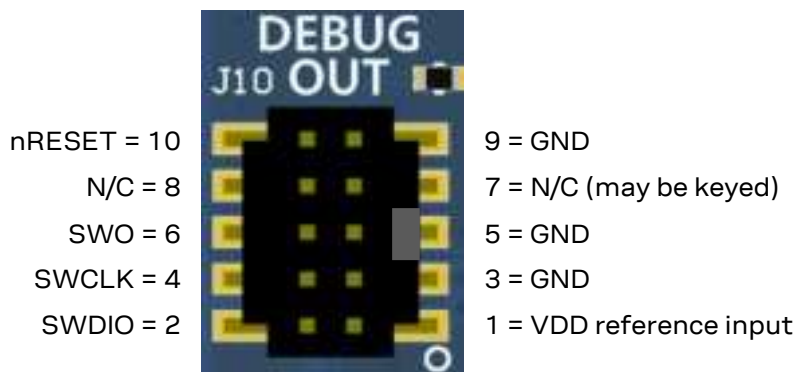 DEBUG
J10 OUT
nRESET = 10
9 = GND
N/C = 8
7 = N/C (may be keyed)
SWO = 6
5 = GND
SWCLK = 4
3 = GND
SWDIO = 2
1 = VDD reference input